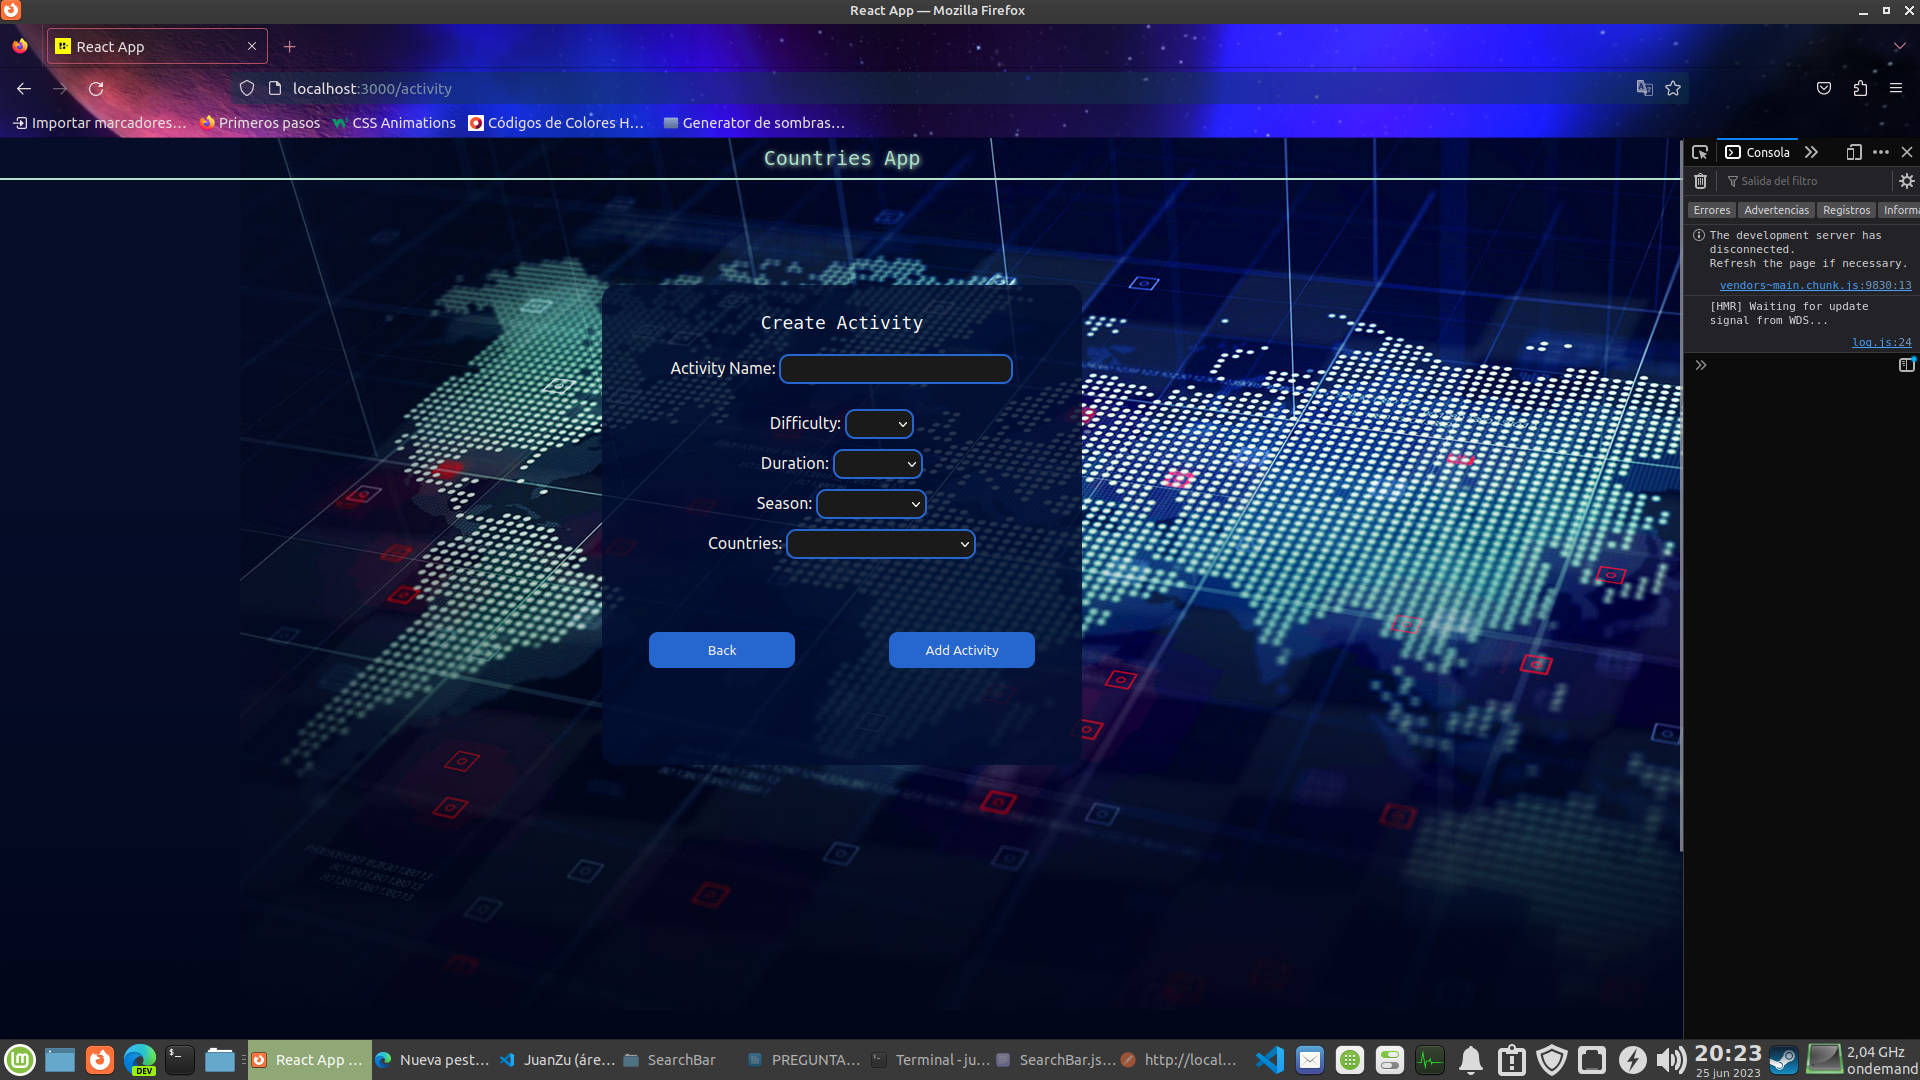 React App — Mozilla Firefox
React App
localhost:3000/activity
Importar marcadores…
Primeros pasos
CSS Animations
Códigos de Colores H…
Generator de sombras…
Countries App
Create Activity
Activity Name:
Difficulty:
Duration:
Season:
Countries:
Back
Add Activity
Consola
Salida del filtro
Errores
Advertencias
Registros
Informa
The development server has
disconnected.
Refresh the page if necessary.
vendors~main.chunk.js:9830:13
[HMR] Waiting for update
signal from WDS...
log.js:24
DEV
React App …
Nueva pest…
JuanZu (áre…
SearchBar
PREGUNTA…
Terminal - ju…
SearchBar.js…
http://local…
20:23
25 jun 2023
2,04 GHz
ondemand